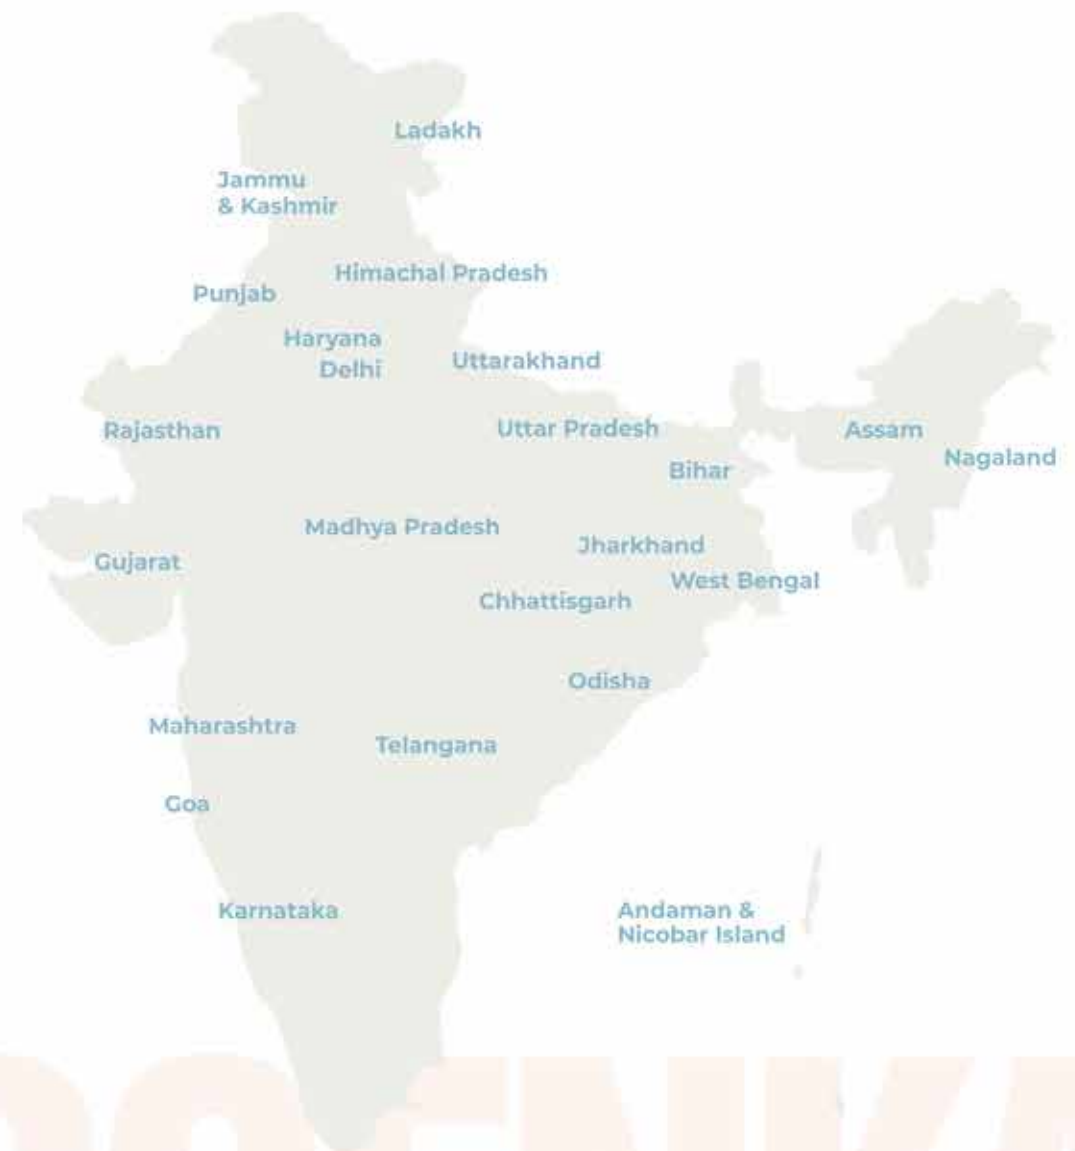 Ladakh
Jammu
& Kashmir
Himachal Pradesh
Punjab
Haryana
Delhi
Uttarakhand
Rajasthan
Uttar Pradesh
Assam
Nagaland
Bihar
Madhya Pradesh
Jharkhand
Gujarat
West Bengal
Chhattisgarh
Odisha
Maharashtra
Telangana
Goa
Karnataka
Andaman &
Nicobar Island